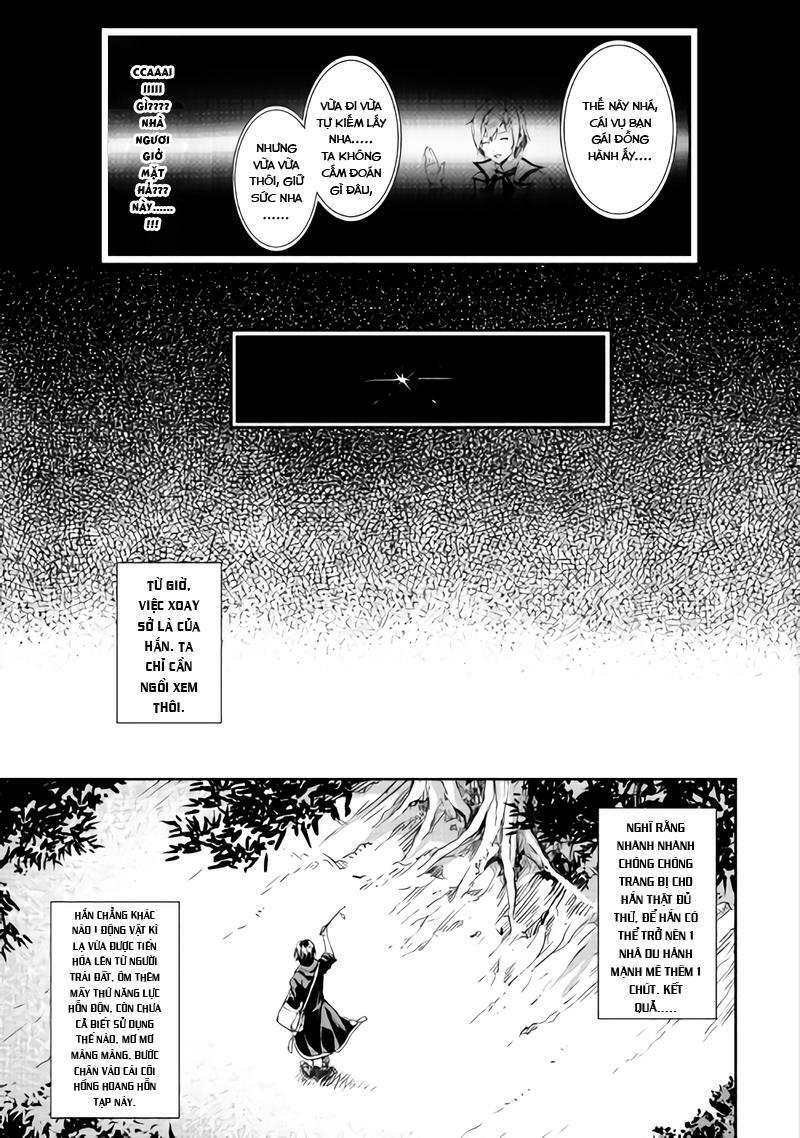 THẾ NÀY NHÁ,
CÁI VỤ BẠN
GÁI ĐỒNG
HÀNH ẤY....
VỪA ĐI VỪA
TỰ KIẾM LẤY
NHA.....
TA KHÔNG
CẤM ĐOÁN
GÌ ĐÂU,
NHƯNG
VỪA VỪA
THÔI, GIỮ
SỨC NHA
......
CCAAAI
IIIII
GÌ????
NHÀ
NGƯƠI
GIỞ
MẶT
HẢ???
NÀY......
!!!
TỪ GIỜ,
VIỆC XOAY
SỞ LÀ CỦA
HẮN. TA
CHỈ CẦN
NGỒI XEM
THÔI.
NGHĨ RẰNG
NHANH NHANH
CHÓNG CHÓNG
TRANG BỊ CHO
HẮN THẬT ĐỦ
THỨ, ĐỂ HẮN CÓ
THỂ TRỞ NÊN 1
NHÀ DU HÀNH
MẠNH MẼ THÊM 1
CHÚT. KẾT
QUẢ.....
HẮN CHẲNG KHÁC
NÀO 1 ĐỘNG VẬT KÌ
LẠ VỪA ĐƯỢC TIẾN
HÓA LÊN TỪ NGƯỜI
TRÁI ĐẤT, ÔM THÊM
MẤY THỨ NĂNG LỰC
HỖN ĐỘN, CÒN CHƯA
CẢ BIẾT SỬ DỤNG
THẾ NÀO, MƠ MƠ
MÀNG MÀNG, BƯỚC
CHÂN VÀO CÁI CÕI
HỒNG HOANG HỖN
TẠP NÀY.